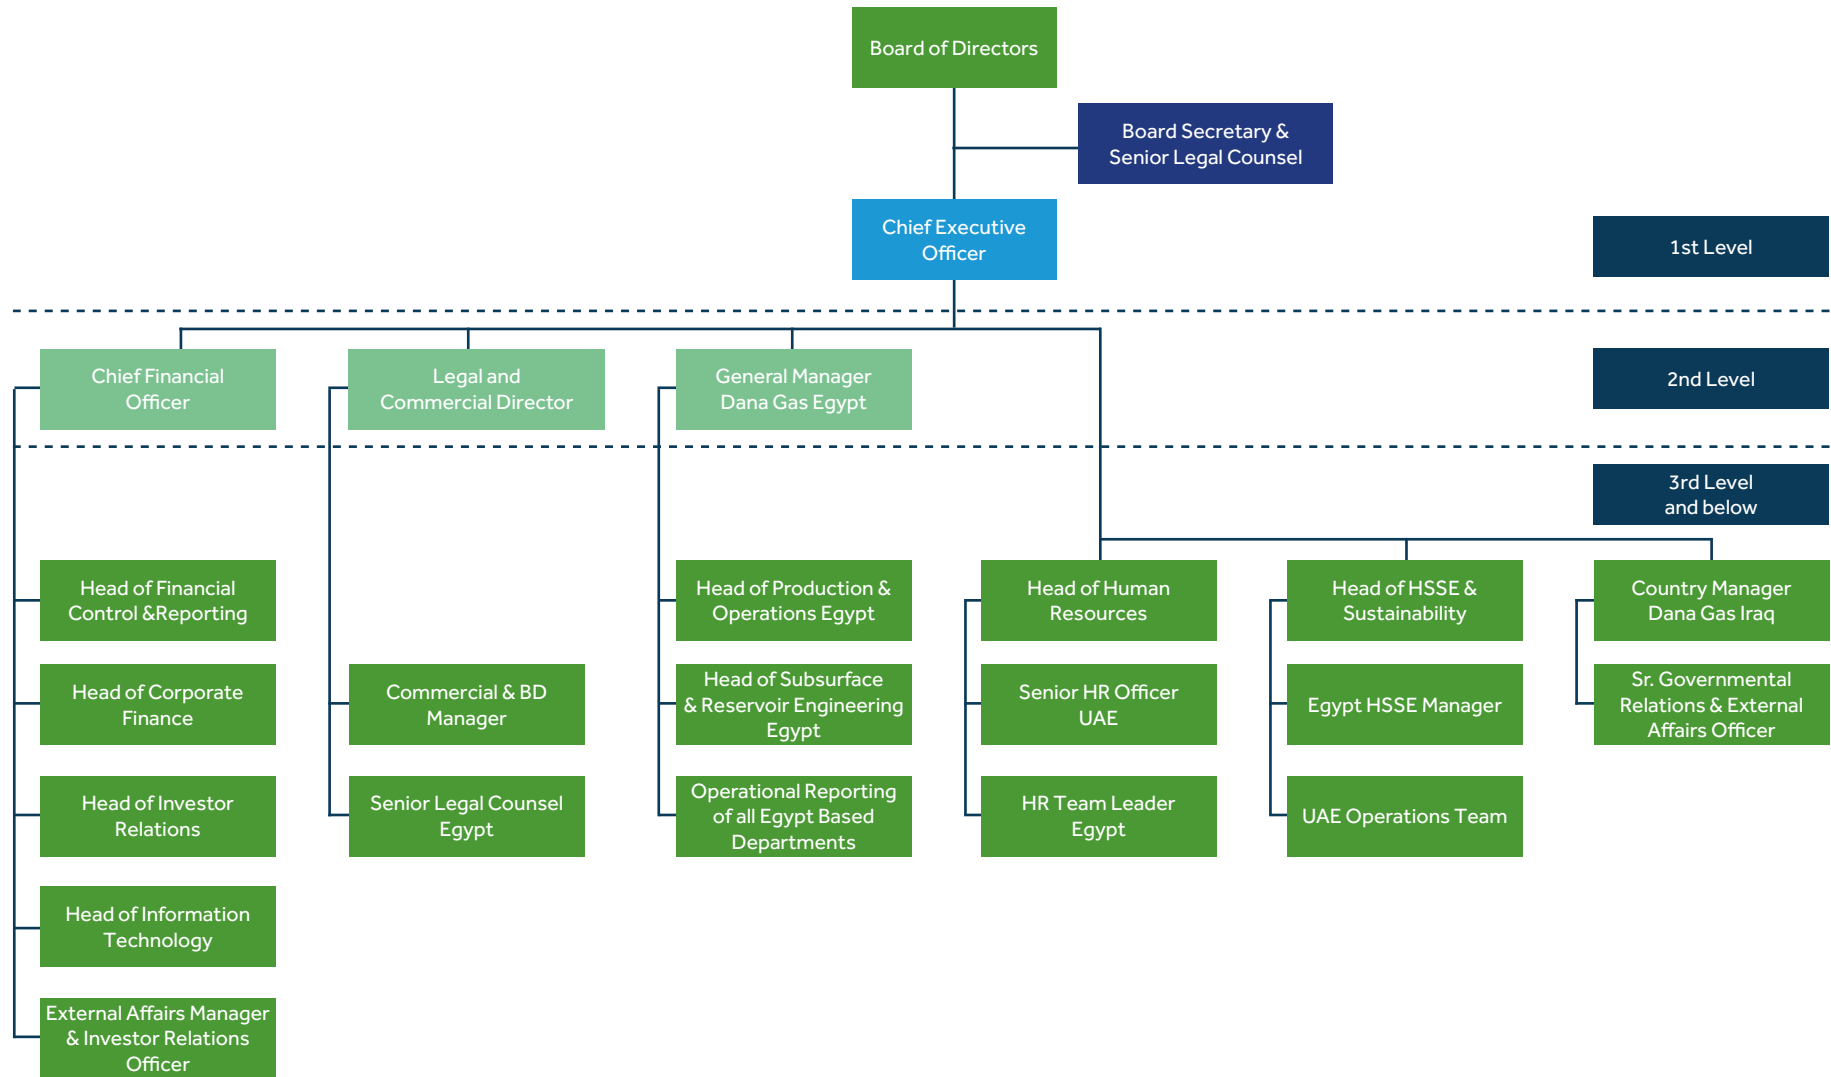 Board of Directors
Board Secretary &
Senior Legal Counsel
Chief Executive
Officer
1st Level
Chief Financial
Officer
Legal and
Commercial Director
General Manager
Dana Gas Egypt
2nd Level
3rd Level
and below
Head of Financial
Control &Reporting
Head of Production &
Operations Egypt
Head of Human
Resources
Head of HSSE &
Sustainability
Country Manager
Dana Gas Iraq
Head of Corporate
Finance
Commercial & BD
Manager
Head of Subsurface
& Reservoir Engineering
Egypt
Senior HR Officer
UAE
Egypt HSSE Manager
Sr. Governmental
Relations & External
Affairs Officer
Head of Investor
Relations
Senior Legal Counsel
Egypt
Operational Reporting
of all Egypt Based
Departments
HR Team Leader
Egypt
UAE Operations Team
Head of Information
Technology
External Affairs Manager
& Investor Relations
Officer